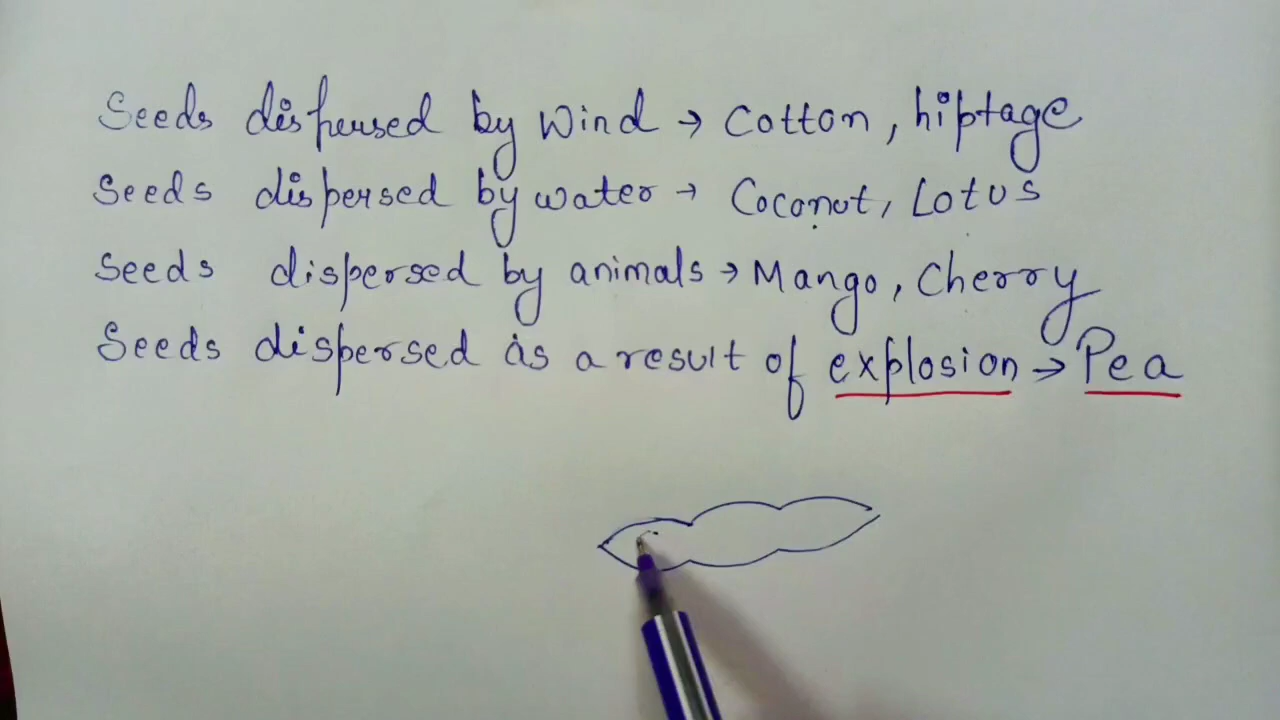 Seeds dispersed by Wind → Cotton, hiptage
Seeds dispersed by water → Coconut, Lotus
Seeds dispersed by animals → Mango, Cherry
Seeds dispersed as a result of explosion → Pea